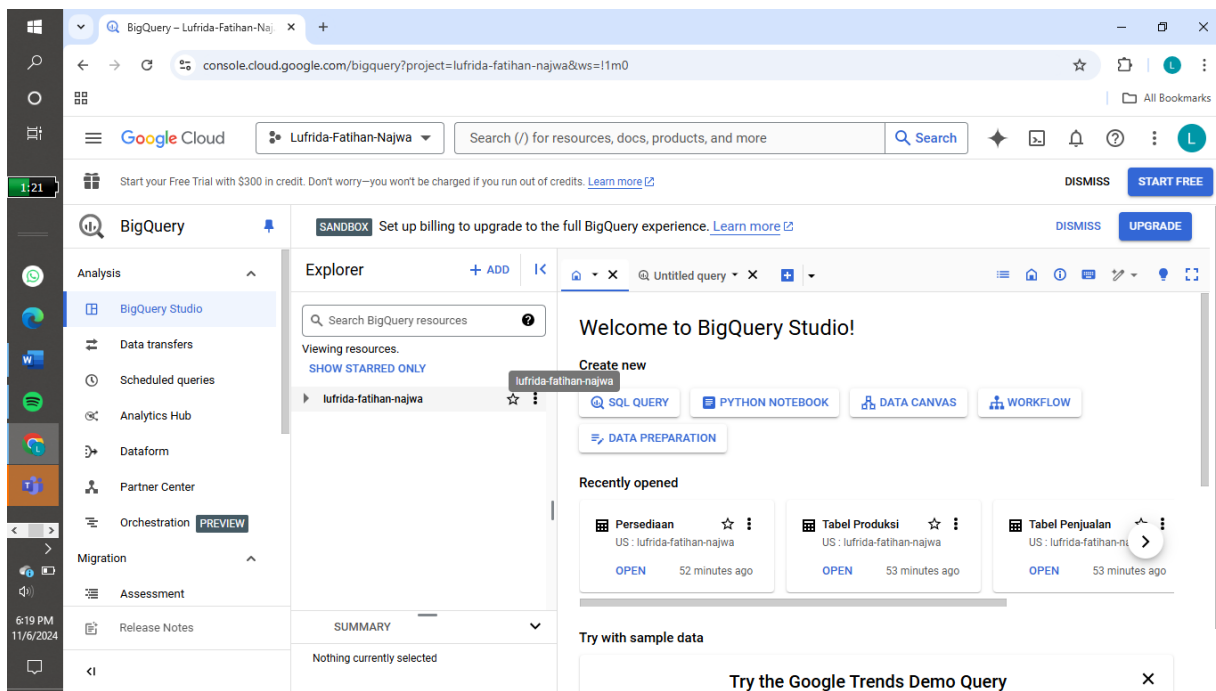 BigQuery – Lufrida-Fatihan-Naj
console.cloud.google.com/bigquery?project=lufrida-fatihan-najwa&ws=!1m0
L
All Bookmarks
Google Cloud
Lufrida-Fatihan-Najwa
Search (/) for resources, docs, products, and more
Search
L
1:21
Start your Free Trial with $300 in credit. Don't worry—you won't be charged if you run out of credits. Learn more
DISMISS
START FREE
BigQuery
SANDBOX Set up billing to upgrade to the full BigQuery experience. Learn more
DISMISS
UPGRADE
Analysis
BigQuery Studio
Data transfers
Scheduled queries
Analytics Hub
Dataform
Partner Center
Orchestration PREVIEW
Migration
Assessment
Release Notes
Explorer
+ ADD
Search BigQuery resources
Viewing resources.
SHOW STARRED ONLY
lufrida-fatihan-najwa
lufrida-fatihan-najwa
SUMMARY
Nothing currently selected
Untitled query
Welcome to BigQuery Studio!
Create new
SQL QUERY
PYTHON NOTEBOOK
DATA CANVAS
WORKFLOW
DATA PREPARATION
Recently opened
Persediaan
US : lufrida-fatihan-najwa
OPEN
52 minutes ago
Tabel Produksi
US : lufrida-fatihan-najwa
OPEN
53 minutes ago
Tabel Penjualan
US : lufrida-fatihan-na
OPEN
53 minutes ago
Try with sample data
Try the Google Trends Demo Query
6:19 PM
11/6/2024